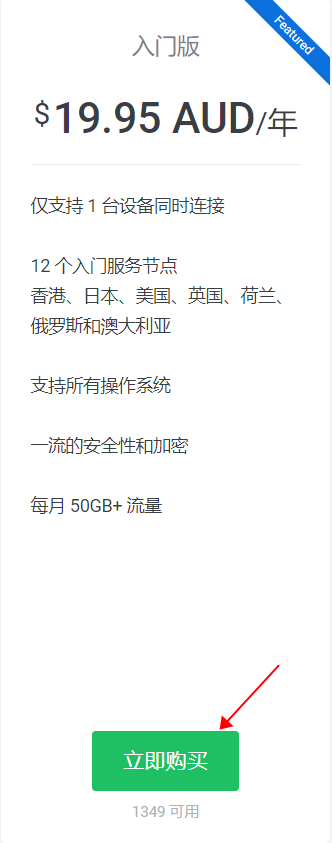 Featured
入门版
$19.95 AUD/年
仅支持 1 台设备同时连接
12 个入门服务节点
香港、日本、美国、英国、荷兰、
俄罗斯和澳大利亚
支持所有操作系统
一流的安全性和加密
每月 50GB+ 流量
立即购买
1349 可用